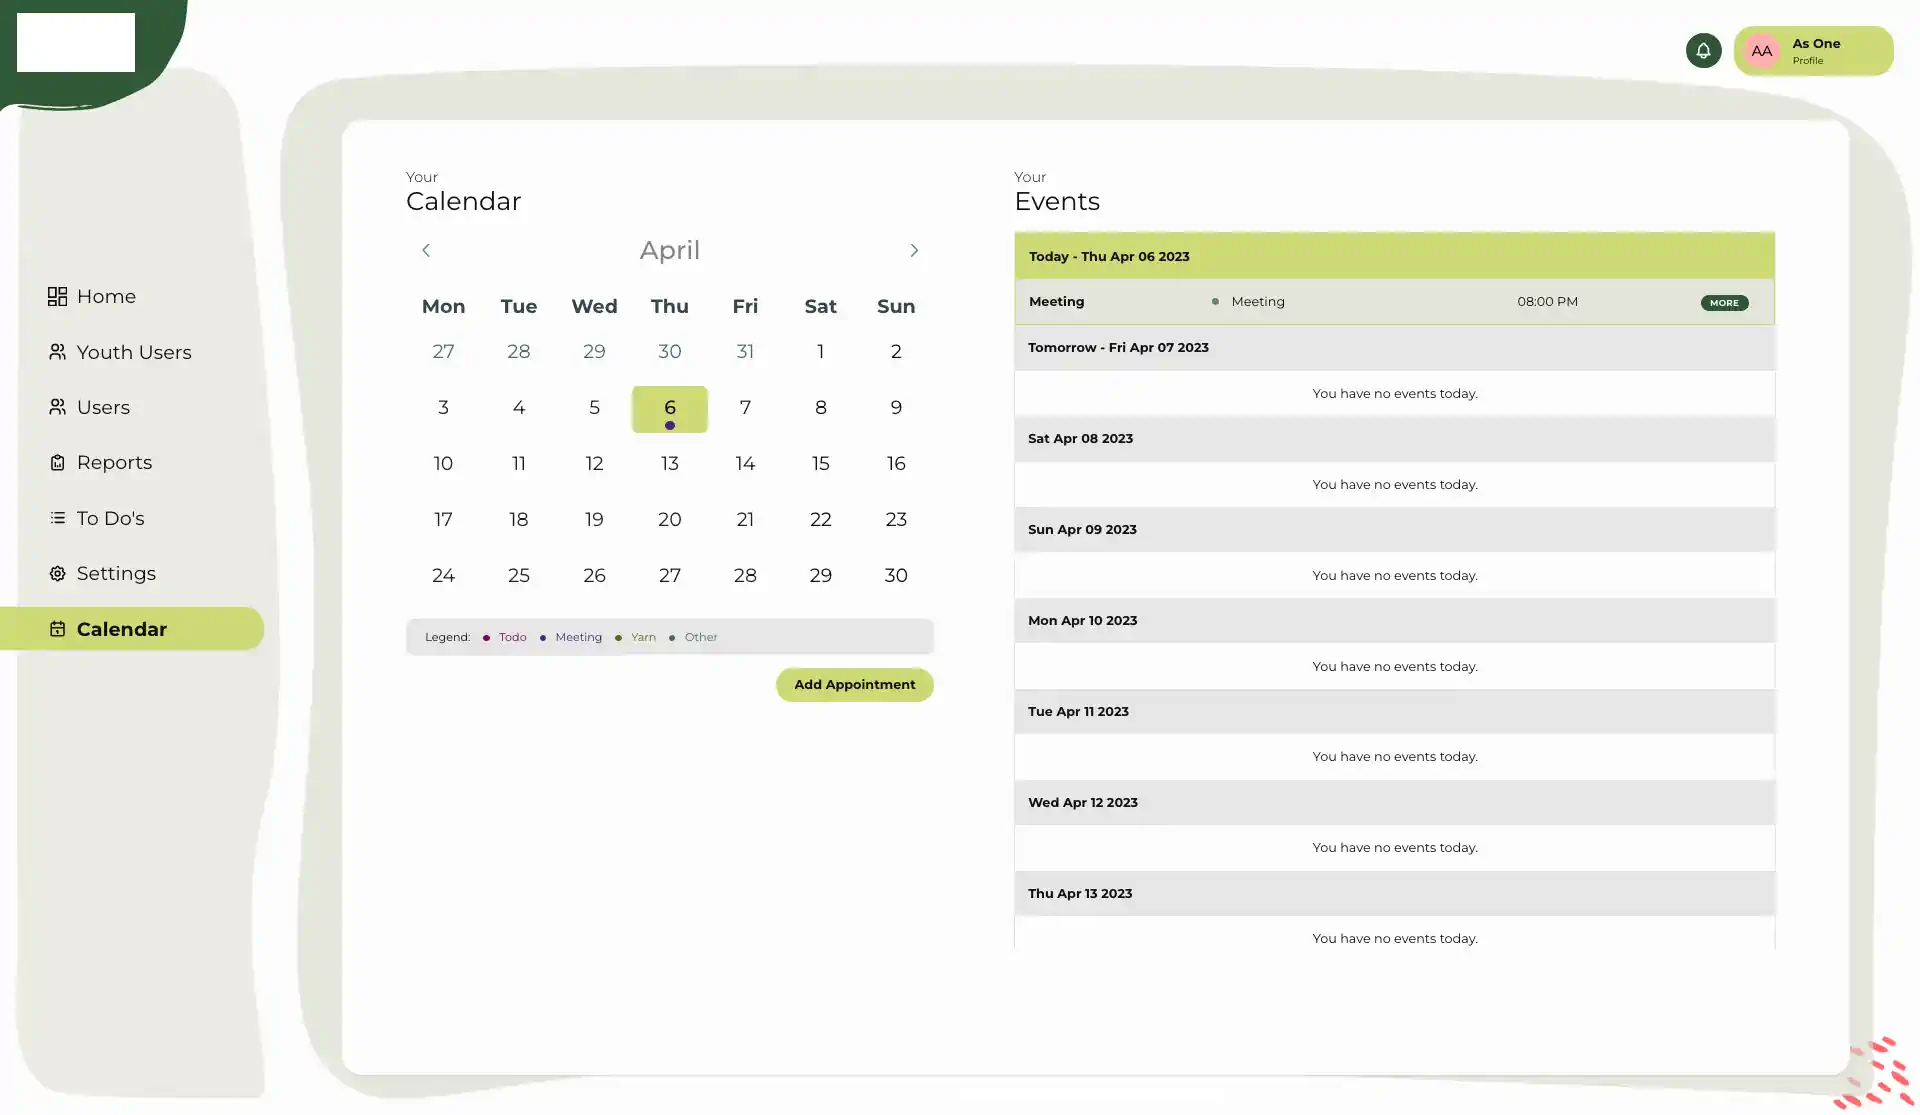 AA
As One
Profile
Home
Youth Users
Users
Reports
To Do's
Settings
Calendar
Your
Calendar
April
Mon Tue Wed Thu Fri Sat Sun
27 28 29 30 31 1 2
3 4 5 6 7 8 9
10 11 12 13 14 15 16
17 18 19 20 21 22 23
24 25 26 27 28 29 30
Legend: Todo Meeting Yarn Other
Add Appointment
Your
Events
Today - Thu Apr 06 2023
Meeting Meeting 08:00 PM MORE
Tomorrow - Fri Apr 07 2023
You have no events today.
Sat Apr 08 2023
You have no events today.
Sun Apr 09 2023
You have no events today.
Mon Apr 10 2023
You have no events today.
Tue Apr 11 2023
You have no events today.
Wed Apr 12 2023
You have no events today.
Thu Apr 13 2023
You have no events today.